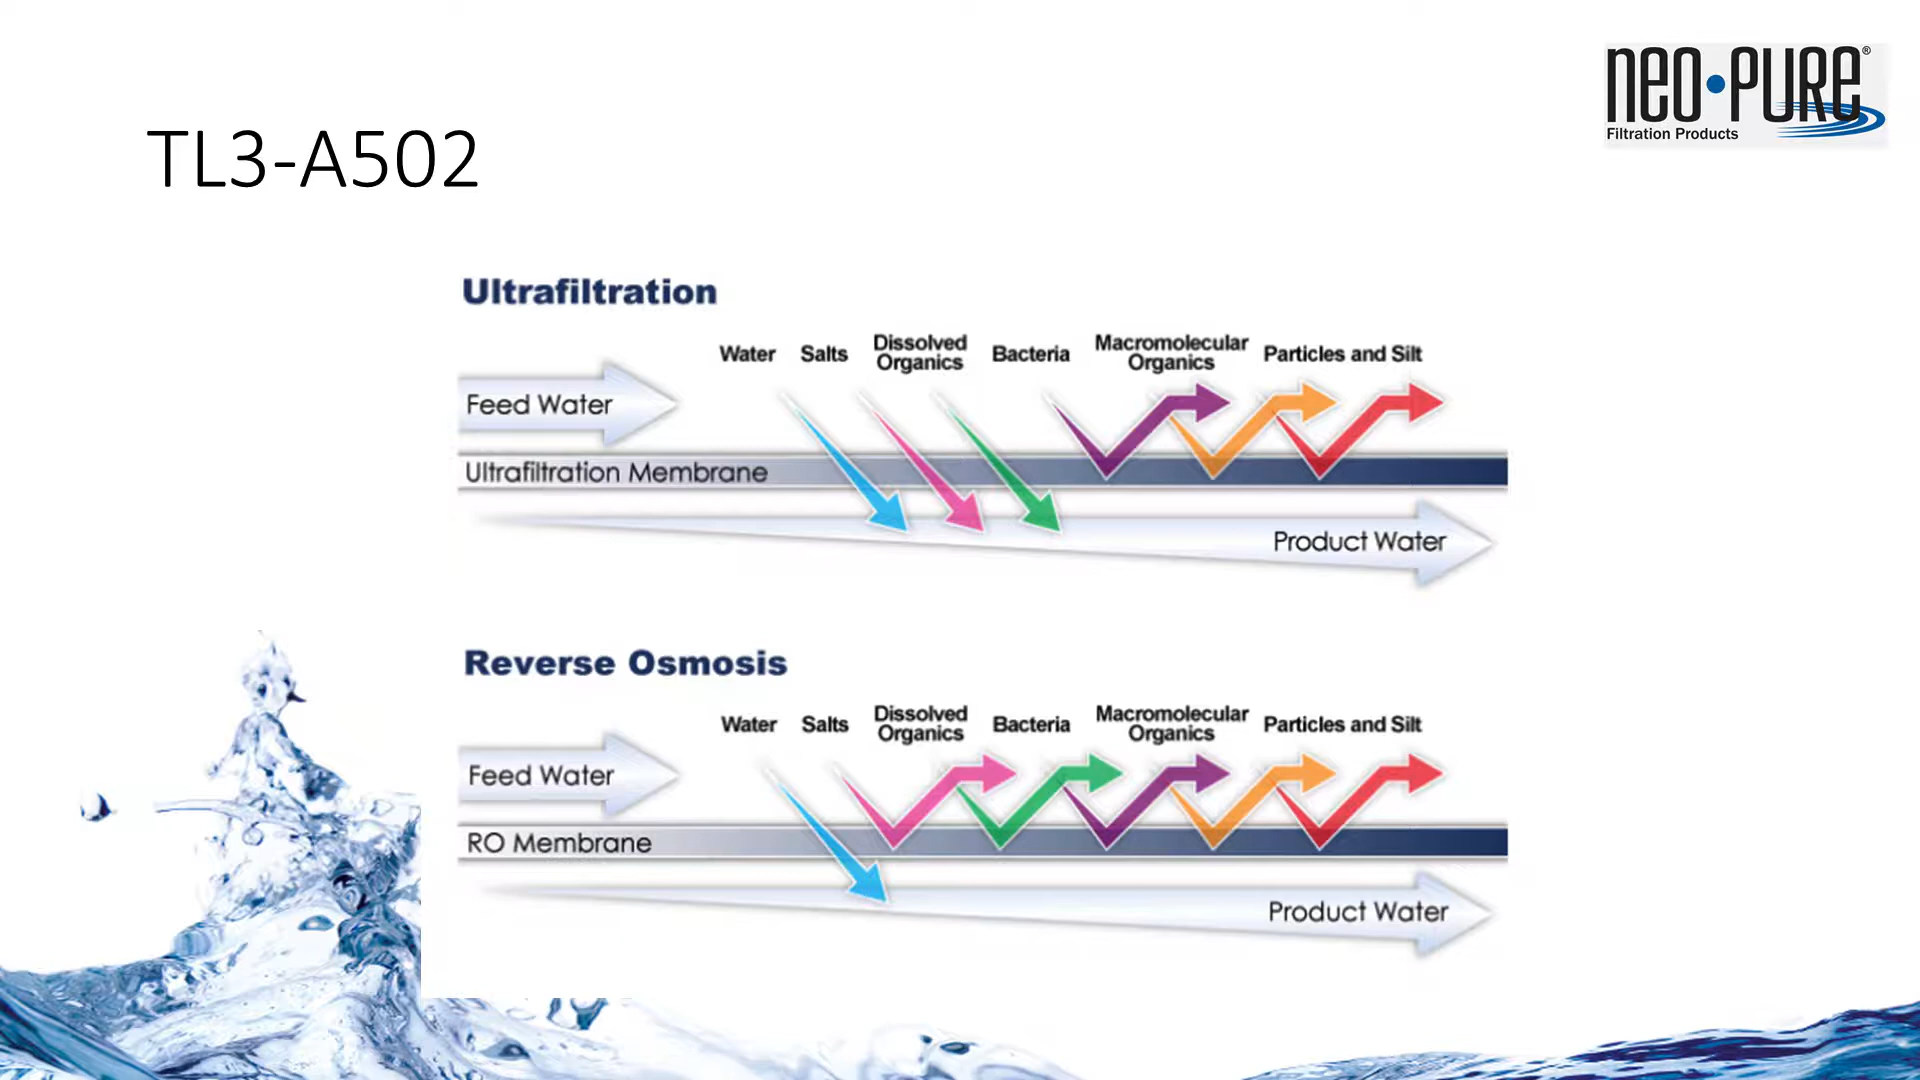 neo•PURe®
Filtration Products
TL3-A502
Ultrafiltration
Water Salts Dissolved Organics Bacteria Macromolecular Organics Particles and Silt
Feed Water
Ultrafiltration Membrane
Product Water
Reverse Osmosis
Water Salts Dissolved Organics Bacteria Macromolecular Organics Particles and Silt
Feed Water
RO Membrane
Product Water